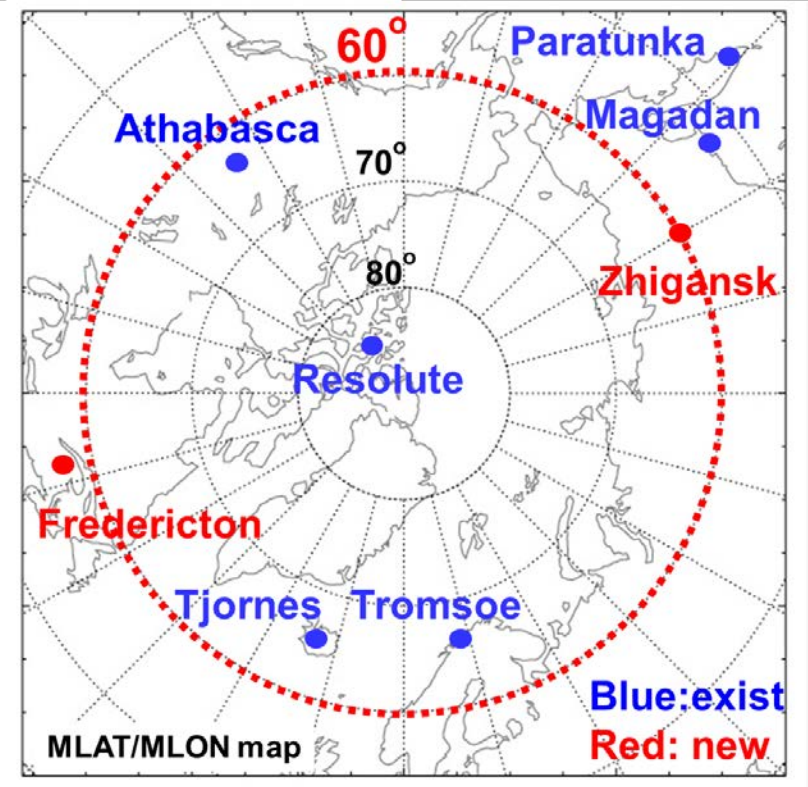 60°
Paratunka
Magadan
Athabasca
70°
80°
Zhigansk
Resolute
Fredericton
Tjornes
Tromsoe
Blue:exist
Red: new
MLAT/MLON map